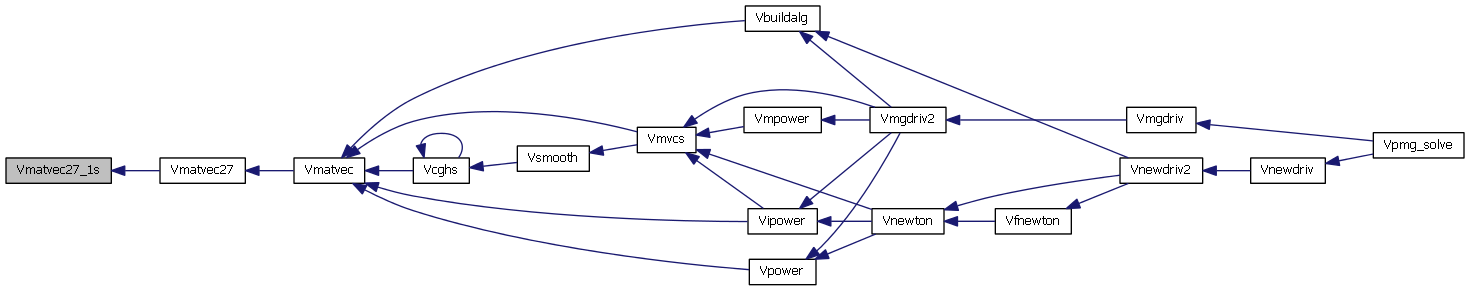 Vmatvec27_1s
Vmatvec27
Vmatvec
Vbuildalg
Vcghs
Vsmooth
Vmvcs
Vmpower
Vipower
Vpower
Vmgdriv2
Vnewton
Vfnewton
Vmgdriv
Vnewdriv2
Vnewdriv
Vpmg_solve